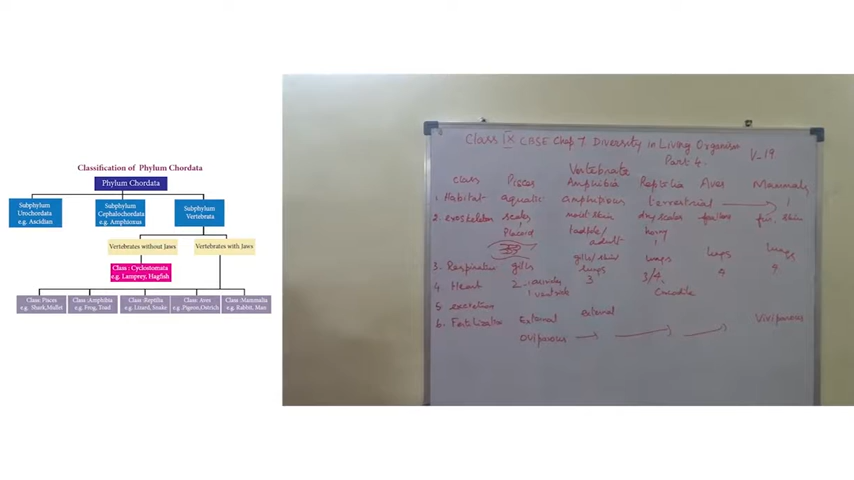 Classification of Phylum Chordata
Phylum Chordata
Subphylum
Urochordata
e.g. Ascidian
Subphylum
Cephalochordata
e.g. Amphioxus
Subphylum
Vertebrata
Vertebrates without Jaws
Vertebrates with Jaws
Class : Cyclostomata
e.g. Lamprey, Hagfish
Class: Pisces
e.g. Shark,Mullet
Class :Amphibia
e.g. Frog, Toad
Class :Reptilia
e.g. Lizard, Snake
Class: Aves
e.g. Pigeon,Ostrich
Class :Mammalia
e.g. Rabbit, Man
Class IX CBSE Chap 7 Diversity in Living Organism
Part 4.
V-19
Vertebrate
Class Pisces Amphibia Reptilia Aves Mammals
1. Habitat aquatic amphibious terrestrial
2. exoskeleton scales, moist skin dry scales skin
Placoid tadpole/ horny
adult
3. Respiration gills gills/skin lungs lungs lungs
lungs
4. Heart 2 1 ventricle 3 3/4, 4
Crocodile
5 excretion
6. Fertilization External external Viviparous
oviparous